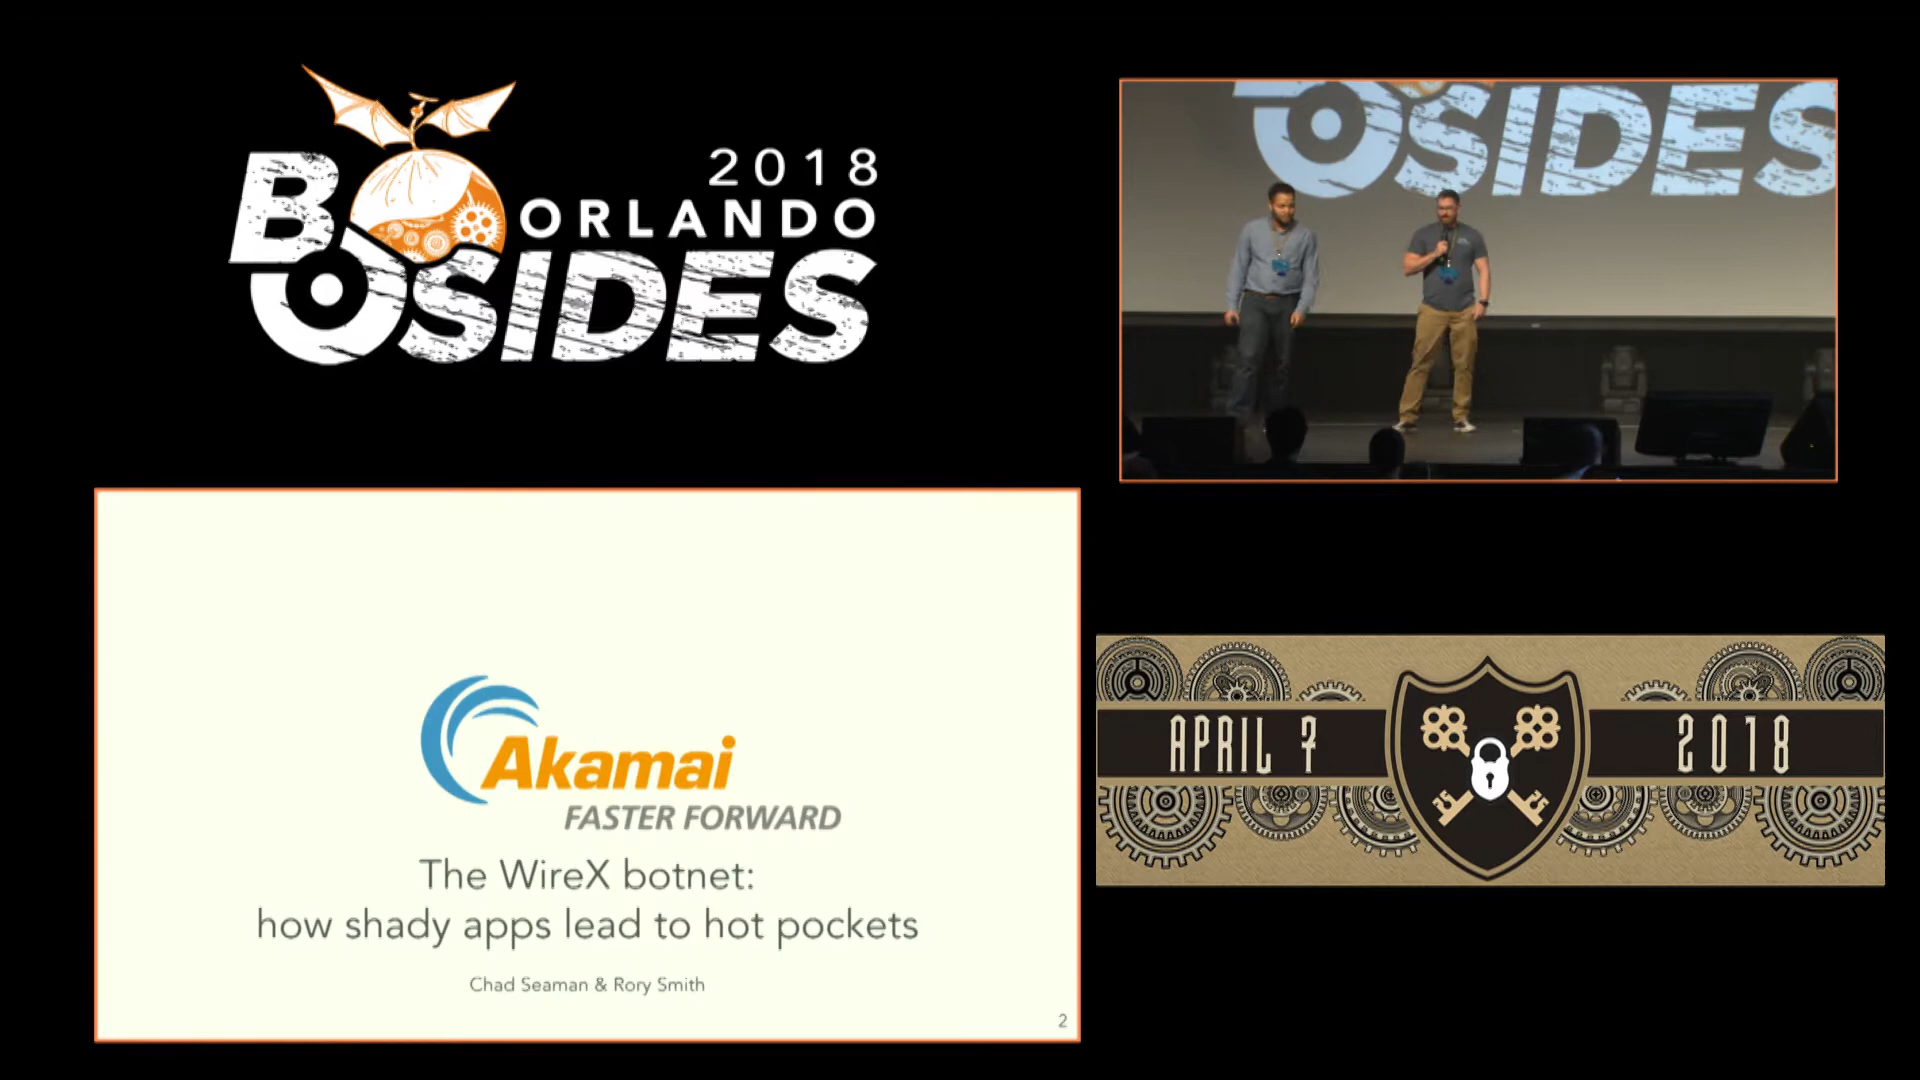 2018
ORLANDO
BSIDES
OSIDES
Akamai
FASTER FORWARD
The WireX botnet:
how shady apps lead to hot pockets
Chad Seaman & Rory Smith
2
APRIL 7
2018